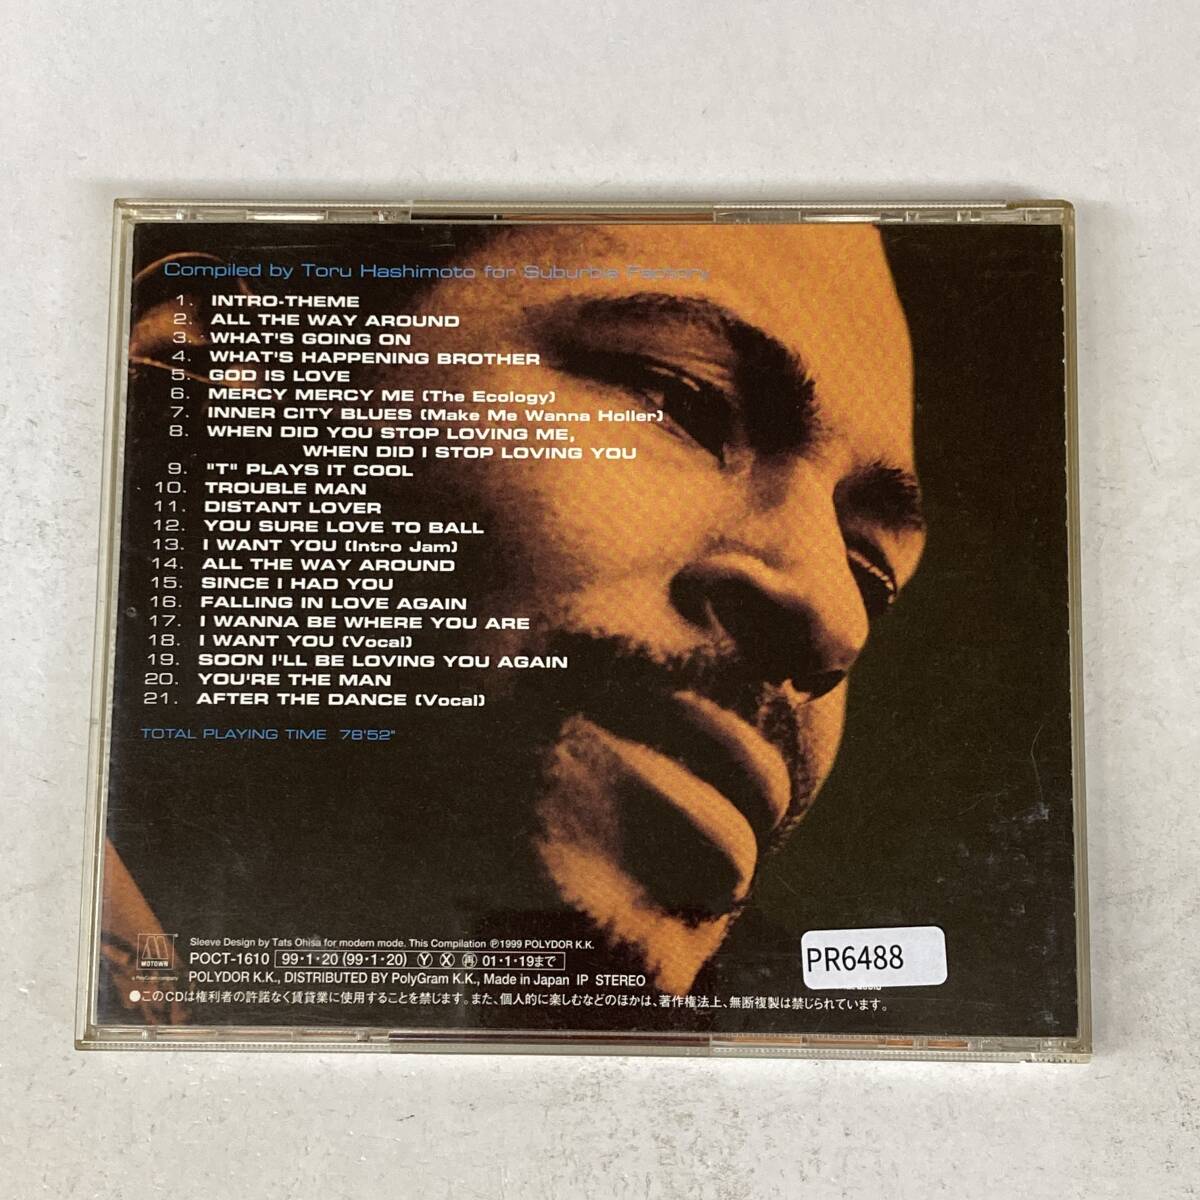 Compiled by Toru Hashimoto for Suburbia Factory
1. INTRO-THEME
2. ALL THE WAY AROUND
3. WHAT'S GOING ON
4. WHAT'S HAPPENING BROTHER
5. GOD IS LOVE
6. MERCY MERCY ME (The Ecology)
7. INNER CITY BLUES (Make Me Wanna Holler)
8. WHEN DID YOU STOP LOVING ME,
WHEN DID I STOP LOVING YOU
9. "T" PLAYS IT COOL
10. TROUBLE MAN
11. DISTANT LOVER
12. YOU SURE LOVE TO BALL
13. I WANT YOU (Intro Jam)
14. ALL THE WAY AROUND
15. SINCE I HAD YOU
16. FALLING IN LOVE AGAIN
17. I WANNA BE WHERE YOU ARE
18. I WANT YOU (Vocal)
19. SOON I'LL BE LOVING YOU AGAIN
20. YOU'RE THE MAN
21. AFTER THE DANCE (Vocal)
TOTAL PLAYING TIME 78'52"
MOTOWN
a PolyGram company
Sleeve Design by Tats Ohisa for modern mode. This Compilation ℗1999 POLYDOR K.K.
POCT-1610 99・1・20 (99・1・20) Ⓨ Ⓧ ㊢ 01・1・19まで
POLYDOR K.K., DISTRIBUTED BY PolyGram K.K., Made in Japan IP STEREO
●このCDは権利者の許諾なく賃貸業に使用することを禁じます。また、個人的に楽しむなどのほかは、著作権法上、無断複製は禁じられています。
PR6488